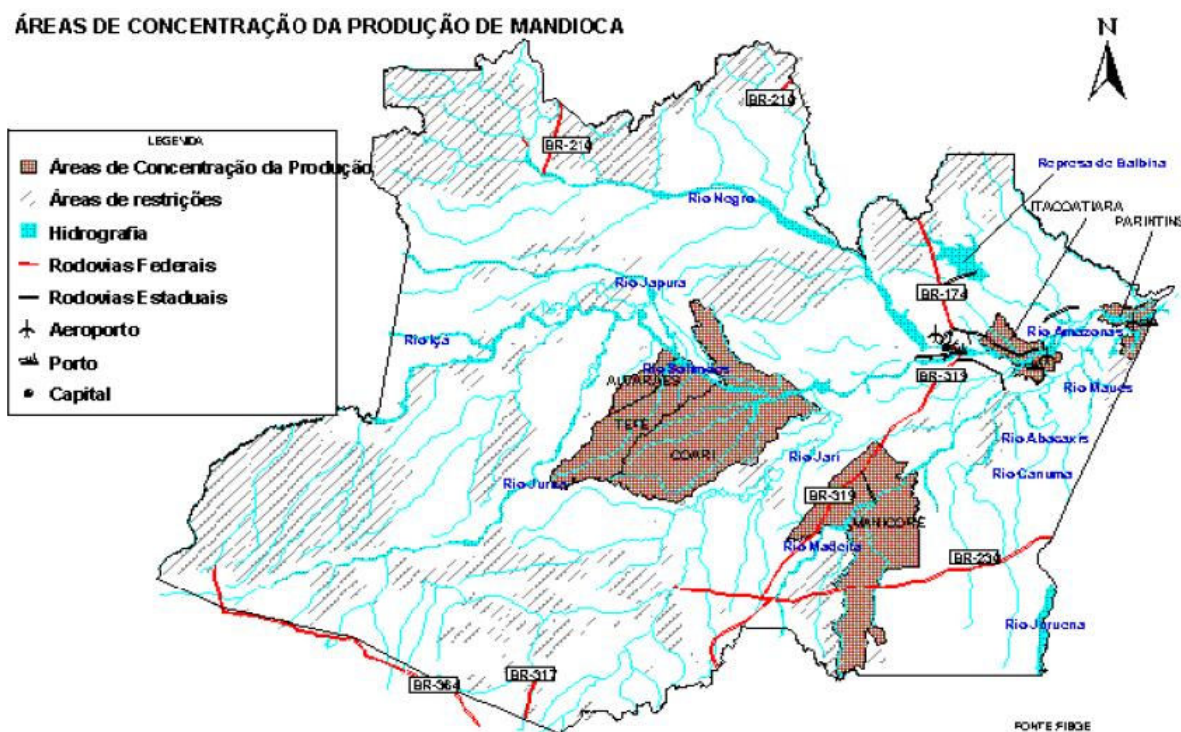 ÁREAS DE CONCENTRAÇÃO DA PRODUÇÃO DE MANDIOCA
N
LEGENDA
Áreas de Concentração da Produção
Áreas de restrições
Hidrografia
Rodovias Federais
Rodovias Estaduais
Aeroporto
Porto
Capital
BR-210
BR-210
Represa de Balbina
Rio Negro
ITACOATIARA
PARINTINS
Rio Japura
BR-174
Rio Içá
Rio Amazonas
Rio Solimões
BR-319
ALVARÃES
Rio Maués
TEFE
COARI
Rio Abacaxis
Rio Jari
Rio Canuma
Rio Jurua
BR-319
MANICORE
Rio Madeira
BR-230
Rio Juruena
BR-317
BR-364
FONTE:FIBGE